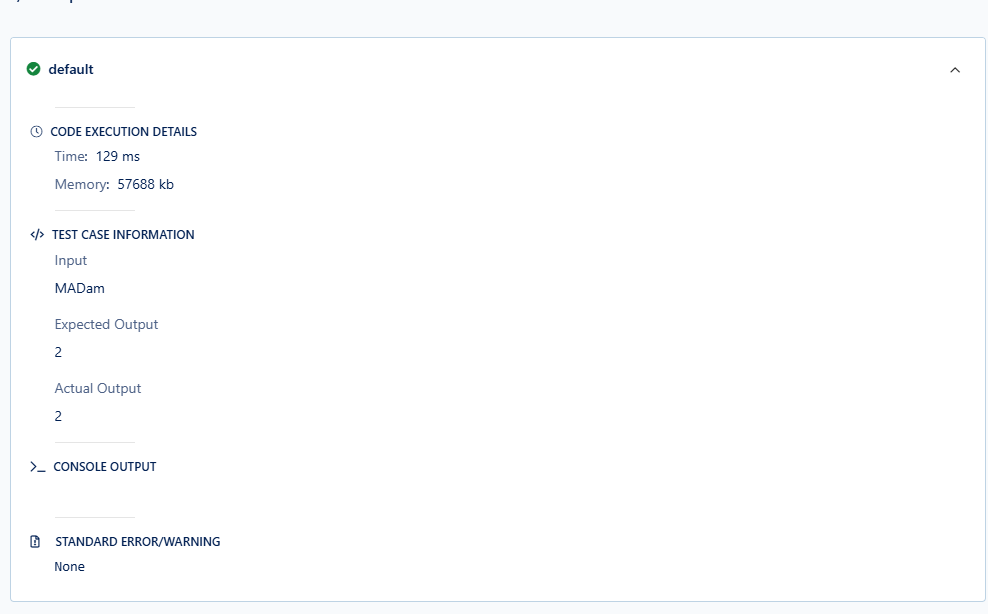 default
CODE EXECUTION DETAILS
Time: 129 ms
Memory: 57688 kb
TEST CASE INFORMATION
Input
MADam
Expected Output
2
Actual Output
2
CONSOLE OUTPUT
STANDARD ERROR/WARNING
None